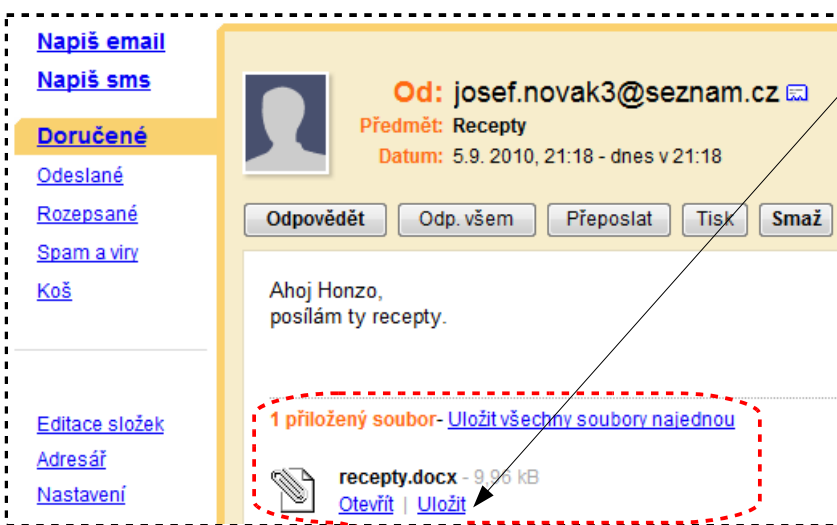 Napiš email
Napiš sms
Doručené
Odeslané
Rozepsané
Spam a viry
Koš
Editace složek
Adresář
Nastavení
Od: josef.novak3@seznam.cz
Předmět: Recepty
Datum: 5.9. 2010, 21:18 - dnes v 21:18
Odpovědět Odp. všem Přeposlat Tisk Smaž
Ahoj Honzo,
posílám ty recepty.
1 přiložený soubor- Uložit všechny soubory najednou
recepty.docx - 9,96 kB
Otevřít | Uložit